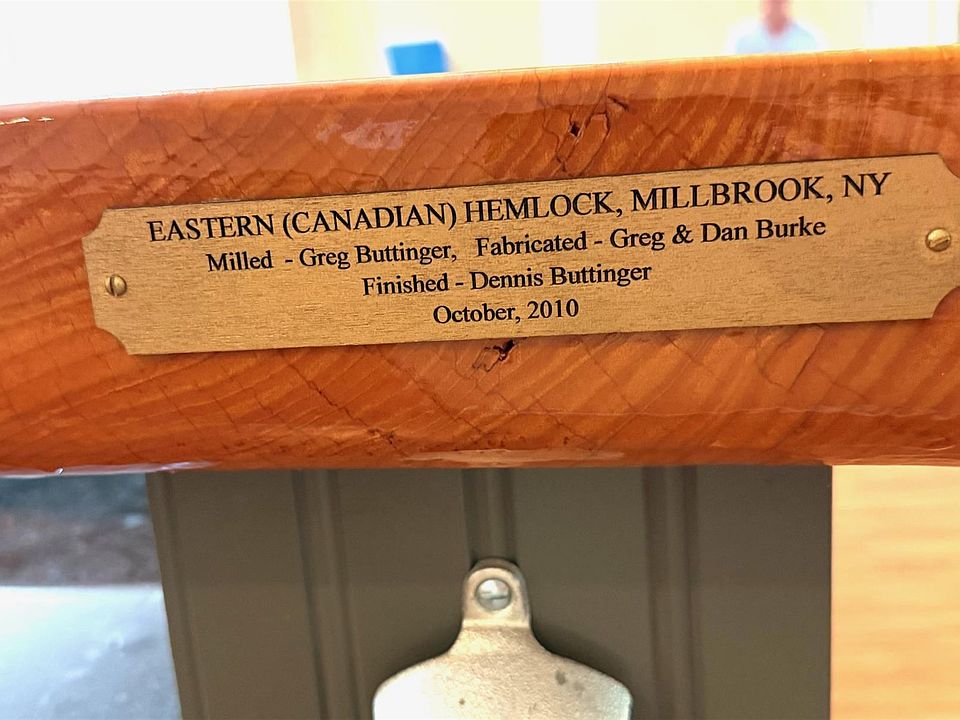 EASTERN (CANADIAN) HEMLOCK, MILLBROOK, NY
Milled - Greg Buttinger, Fabricated - Greg & Dan Burke
Finished - Dennis Buttinger
October, 2010